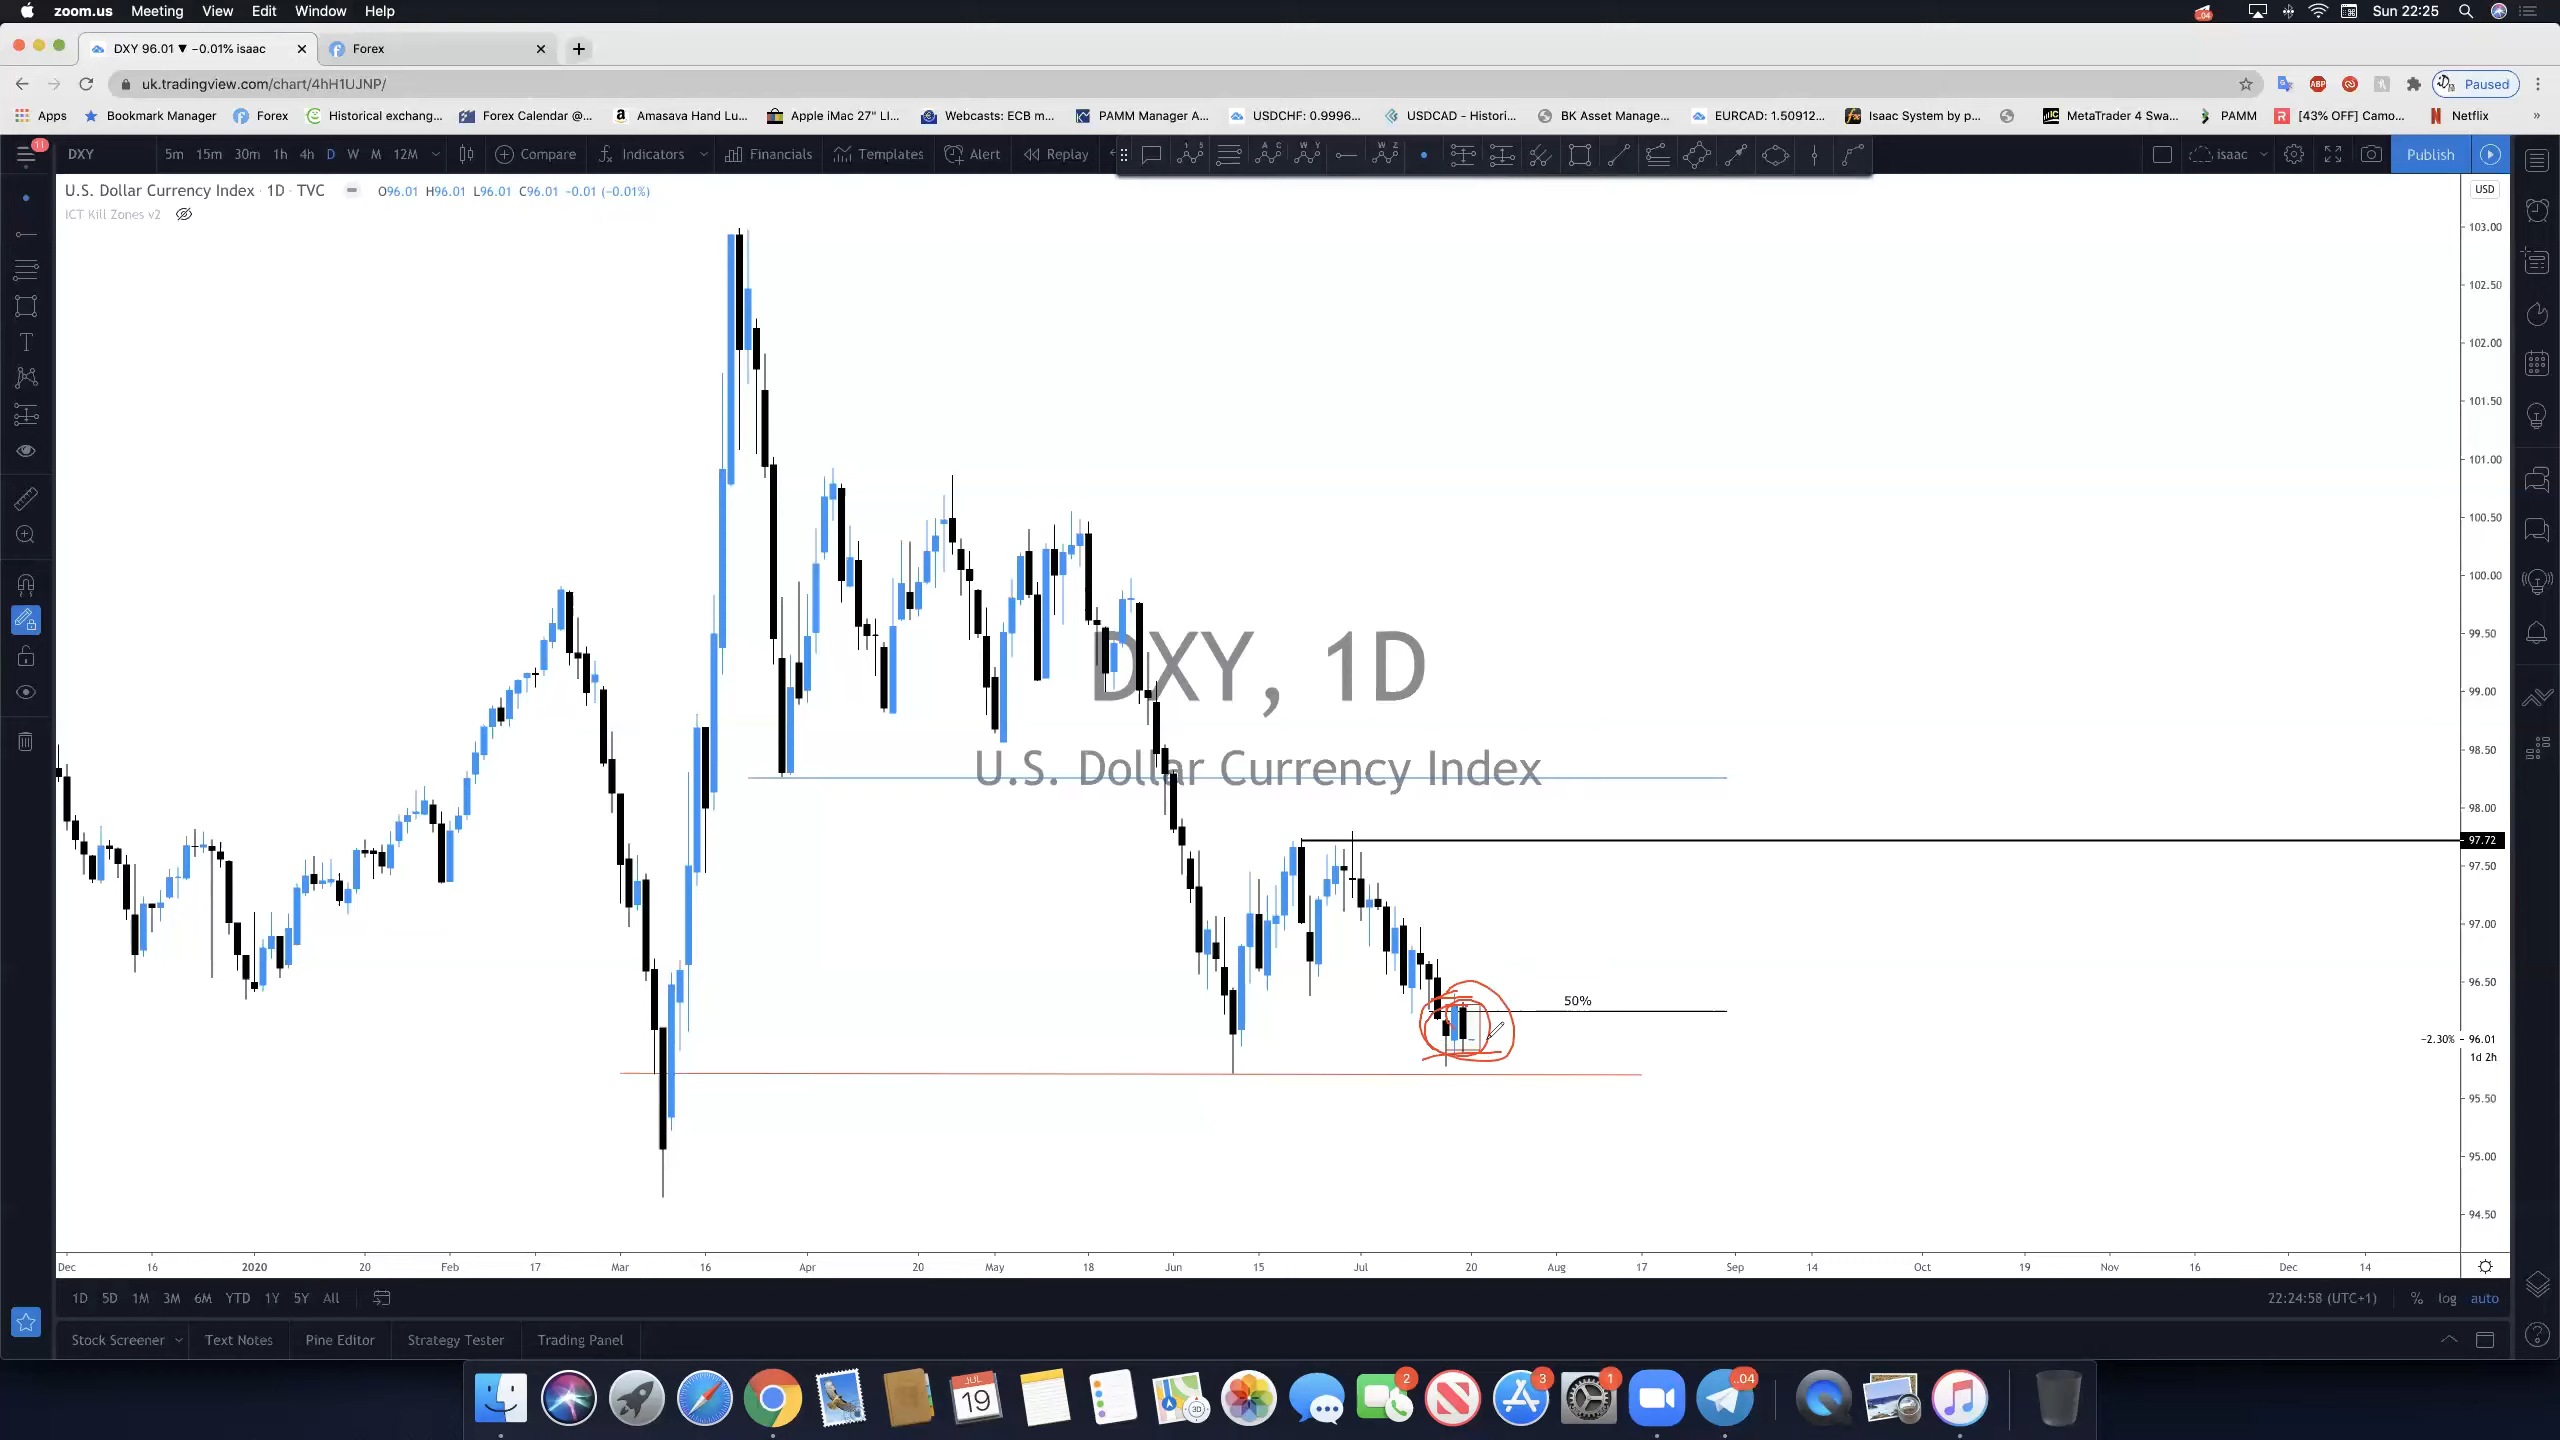 zoom.us Meeting View Edit Window Help Sun 22:25
DXY 96.01 ▼ −0.01% isaac Forex
uk.tradingview.com/chart/4hH1UJNP/ Paused
Apps Bookmark Manager Forex Historical exchang... Forex Calendar @... Amasava Hand Lu... Apple iMac 27" LI... Webcasts: ECB m... PAMM Manager A... USDCHF: 0.9996... USDCAD - Histori... BK Asset Manage... EURCAD: 1.50912... Isaac System by p... MetaTrader 4 Swa... PAMM [43% OFF] Camo... Netflix »
11
DXY 5m 15m 30m 1h 4h D W M 12M Compare Indicators Financials Templates Alert Replay isaac Publish
U.S. Dollar Currency Index · 1D · TVC O96.01 H96.01 L96.01 C96.01 −0.01 (−0.01%)
ICT Kill Zones v2
USD
103.00
102.50
102.00
101.50
101.00
100.50
100.00
99.50
DXY, 1D
99.00
98.50
U.S. Dollar Currency Index
98.00
97.72
97.50
97.00
96.50
50%
−2.30% 96.01
1d 2h
95.50
95.00
94.50
Dec 16 2020 20 Feb 17 Mar 16 Apr 20 May 18 Jun 15 Jul 20 Aug 17 Sep 14 Oct 19 Nov 16 Dec 14
1D 5D 1M 3M 6M YTD 1Y 5Y All 22:24:58 (UTC+1) % log auto
Stock Screener Text Notes Pine Editor Strategy Tester Trading Panel
JUL
19
3D
2
3
1
..04